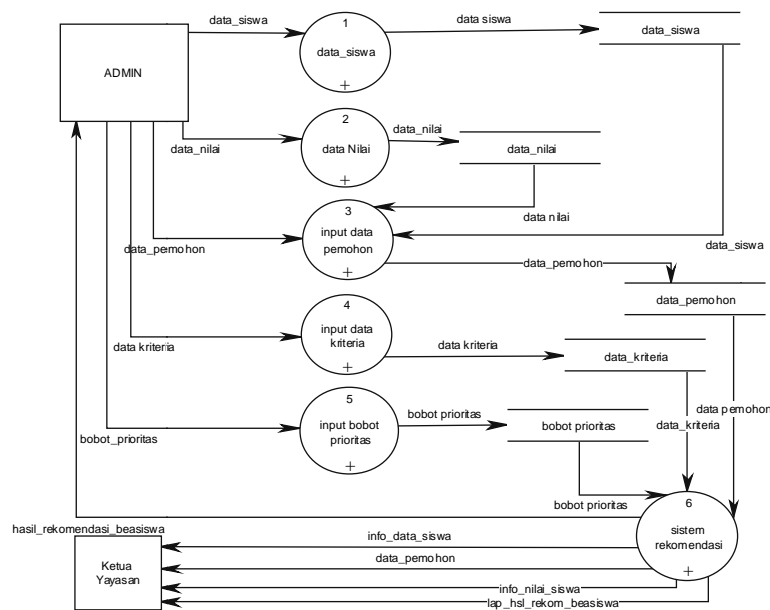 data_siswa
1
data_siswa
+
data siswa
data_siswa
ADMIN
2
data Nilai
+
data_nilai
data_nilai
data_nilai
data nilai
3
input data
pemohon
+
data_pemohon
data_siswa
data_pemohon
data_pemohon
4
input data
kriteria
+
data kriteria
data kriteria
data_kriteria
5
input bobot
prioritas
+
bobot_prioritas
bobot prioritas
bobot prioritas
data pemohon
data_kriteria
bobot prioritas
6
sistem
rekomendasi
+
hasil_rekomendasi_beasiswa
Ketua
Yayasan
info_data_siswa
data_pemohon
info_nilai_siswa
lap_hsl_rekom_beasiswa